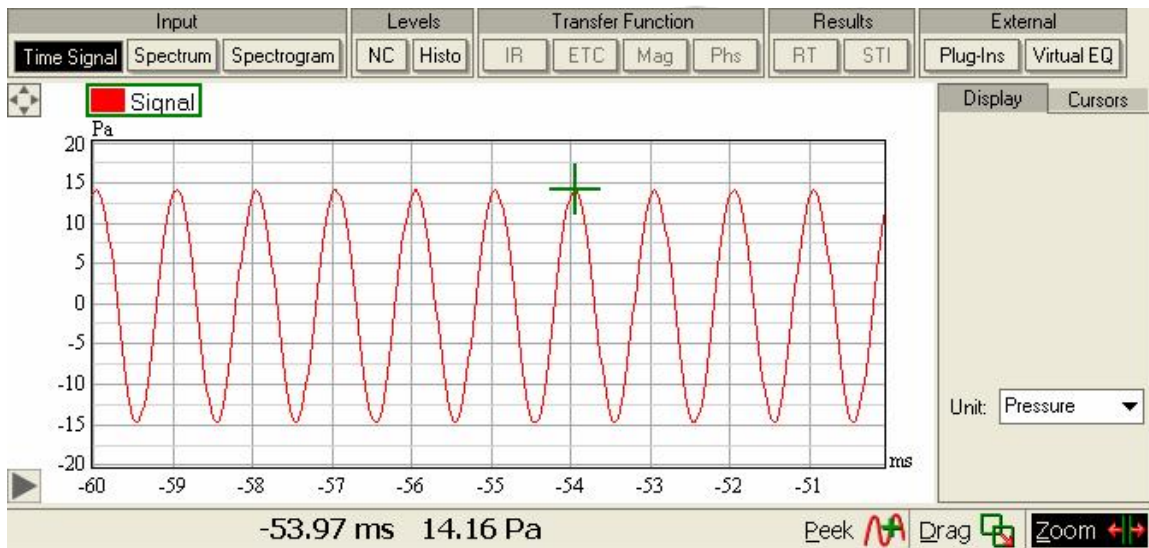 Input Levels Transfer Function Results External
Time Signal Spectrum Spectrogram NC Histo IR ETC Mag Phs RT STI Plug-Ins Virtual EQ
Signal
Display Cursors
Pa
20
15
10
5
0
-5
-10
-15
-20
Unit: Pressure
ms
-60 -59 -58 -57 -56 -55 -54 -53 -52 -51
-53.97 ms 14.16 Pa Peek Drag Zoom